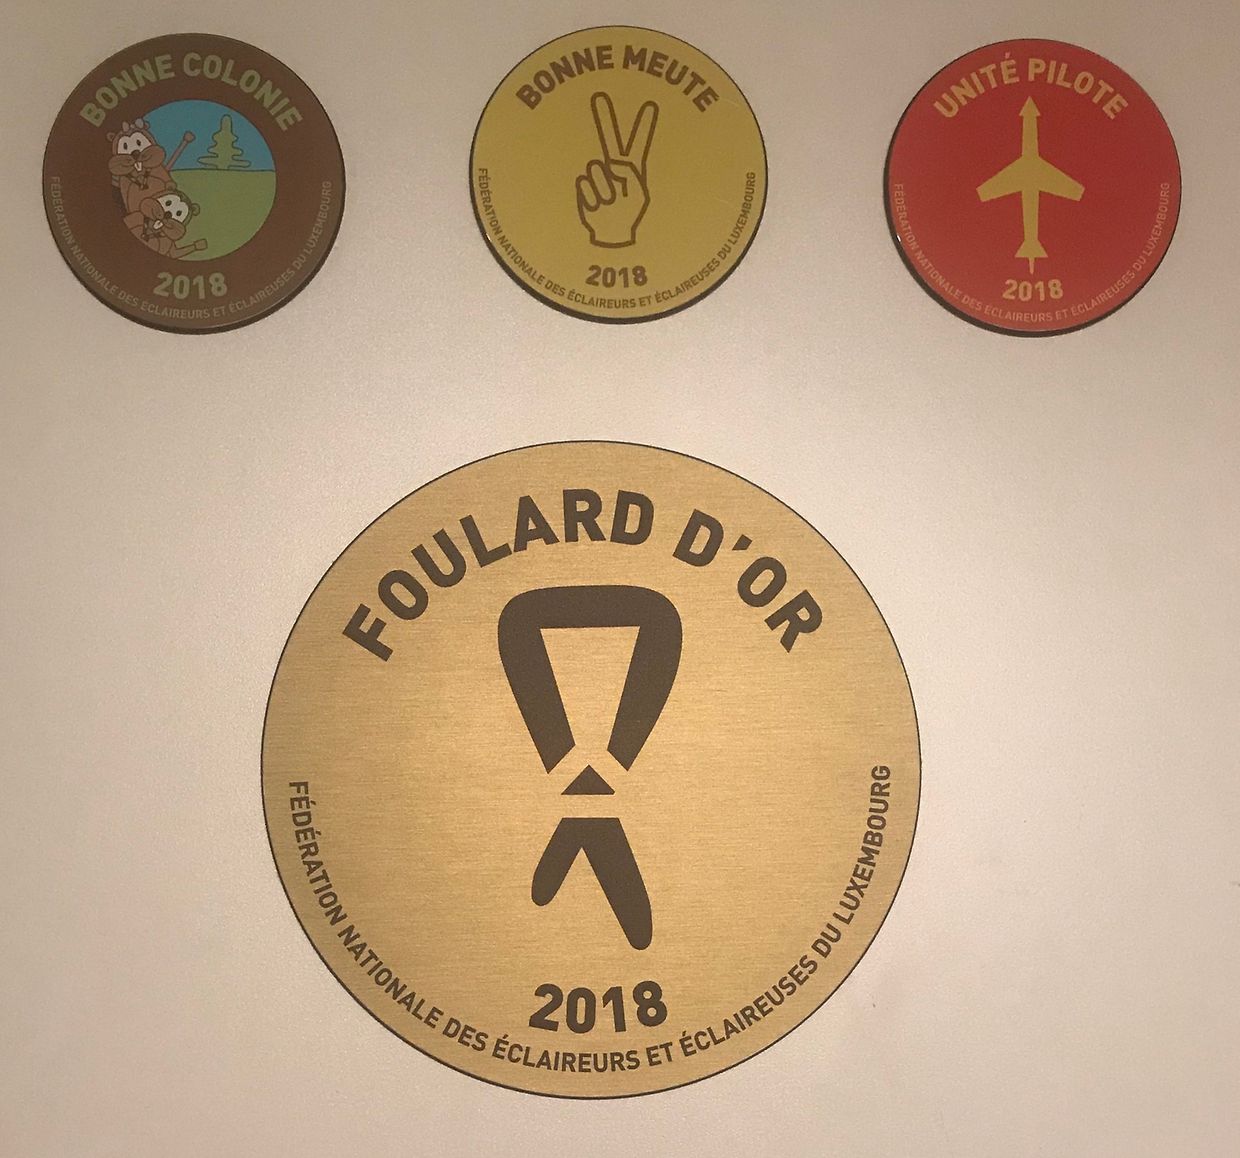 BONNE COLONIE
2018
FÉDÉRATION NATIONALE DES ÉCLAIREURS ET ÉCLAIREUSES DU LUXEMBOURG
BONNE MEUTE
2018
FÉDÉRATION NATIONALE DES ÉCLAIREURS ET ÉCLAIREUSES DU LUXEMBOURG
UNITÉ PILOTE
2018
FÉDÉRATION NATIONALE DES ÉCLAIREURS ET ÉCLAIREUSES DU LUXEMBOURG
FOULARD D'OR
2018
FÉDÉRATION NATIONALE DES ÉCLAIREURS ET ÉCLAIREUSES DU LUXEMBOURG